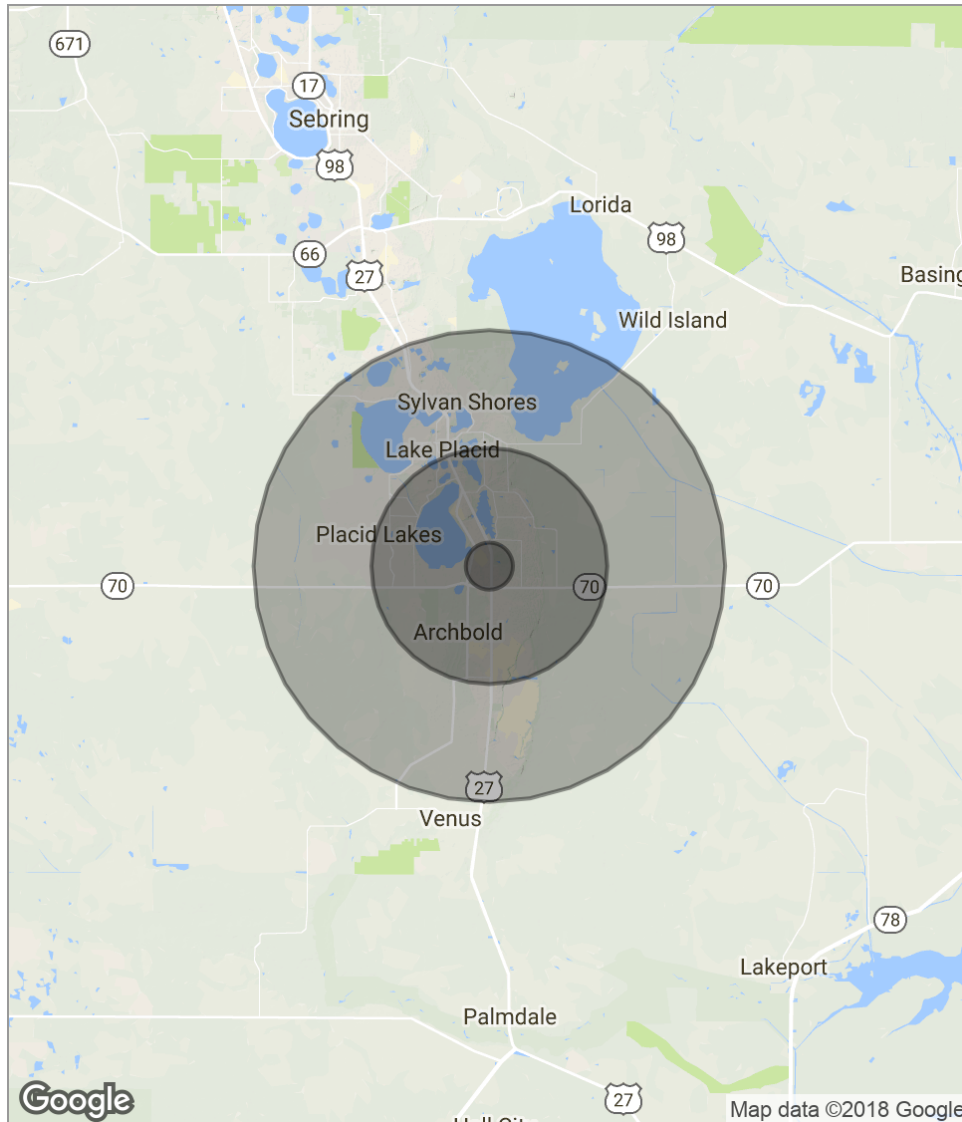 671
17
Sebring
98
Lorida
98
66
27
Basing
Wild Island
Sylvan Shores
Lake Placid
Placid Lakes
70
70
70
Archbold
27
Venus
78
Lakeport
Palmdale
27
Google
Map data ©2018 Google